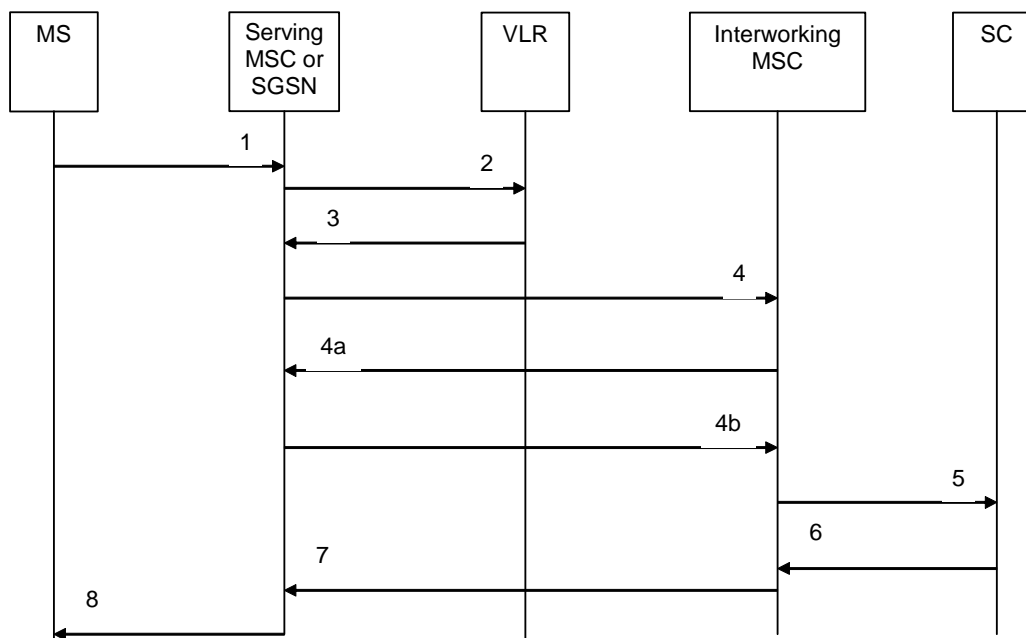 MS
Serving
MSC or
SGSN
VLR
Interworking
MSC
SC
1
2
3
4
4a
4b
5
6
7
8